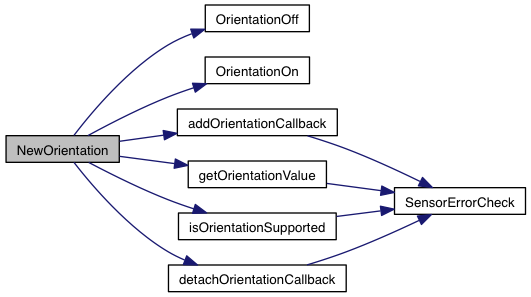 OrientationOff
OrientationOn
addOrientationCallback
NewOrientation
getOrientationValue
SensorErrorCheck
isOrientationSupported
detachOrientationCallback